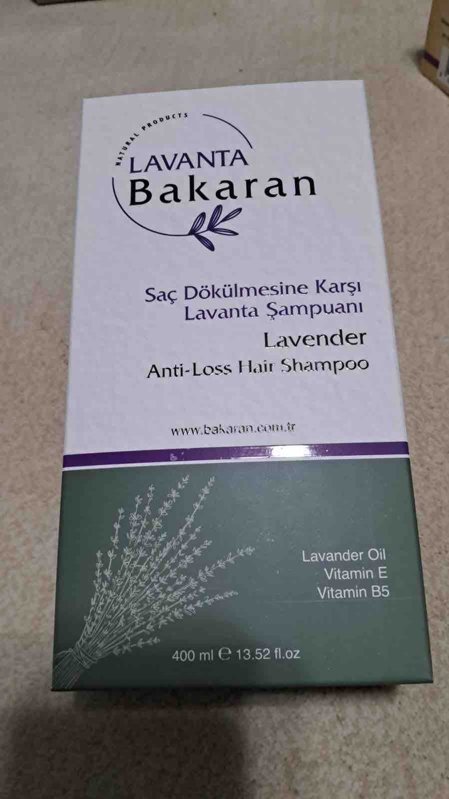 NATURAL PRODUCTS
LAVANTA
Bakaran
Saç Dökülmesine Karşı
Lavanta Şampuanı
Lavender
Anti-Loss Hair Shampoo
www.bakaran.com.tr
Lavander Oil
Vitamin E
Vitamin B5
400 ml ℮ 13.52 fl.oz